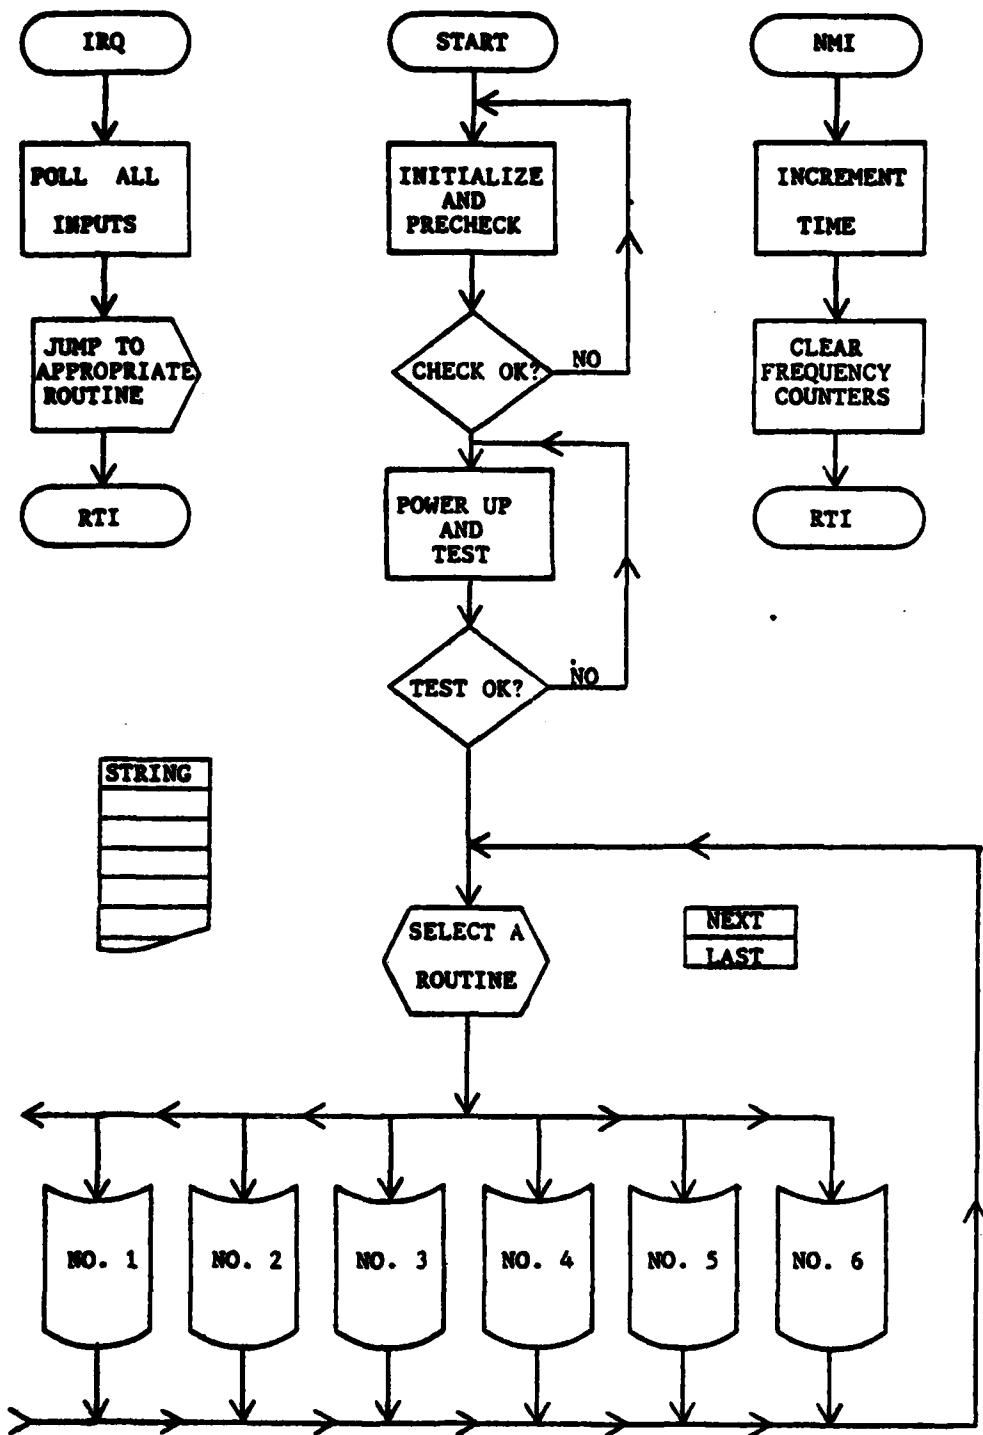 IRQ
POLL ALL
INPUTS
JUMP TO
APPROPRIATE
ROUTINE
RTI
START
INITIALIZE
AND
PRECHECK
CHECK OK?
NO
POWER UP
AND
TEST
TEST OK?
NO
NMI
INCREMENT
TIME
CLEAR
FREQUENCY
COUNTERS
RTI
STRING
SELECT A
ROUTINE
NEXT
LAST
NO. 1
NO. 2
NO. 3
NO. 4
NO. 5
NO. 6